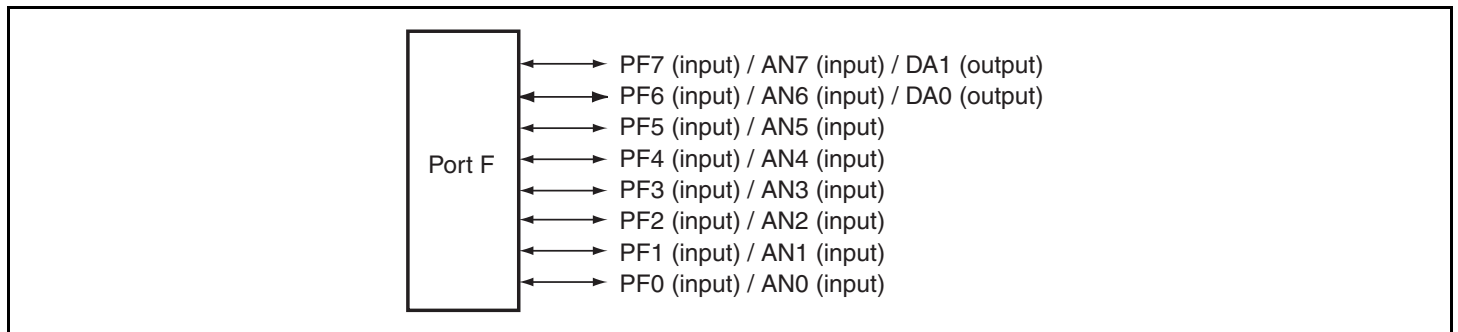 PF7 (input) / AN7 (input) / DA1 (output)
PF6 (input) / AN6 (input) / DA0 (output)
PF5 (input) / AN5 (input)
Port F
PF4 (input) / AN4 (input)
PF3 (input) / AN3 (input)
PF2 (input) / AN2 (input)
PF1 (input) / AN1 (input)
PF0 (input) / AN0 (input)